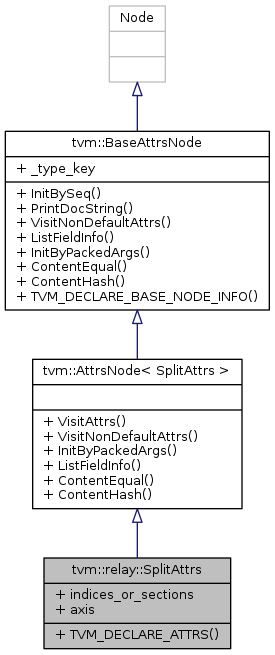 Node
tvm::BaseAttrsNode
+ _type_key
+ InitBySeq()
+ PrintDocString()
+ VisitNonDefaultAttrs()
+ ListFieldInfo()
+ InitByPackedArgs()
+ ContentEqual()
+ ContentHash()
+ TVM_DECLARE_BASE_NODE_INFO()
tvm::AttrsNode< SplitAttrs >
+ VisitAttrs()
+ VisitNonDefaultAttrs()
+ InitByPackedArgs()
+ ListFieldInfo()
+ ContentEqual()
+ ContentHash()
tvm::relay::SplitAttrs
+ indices_or_sections
+ axis
+ TVM_DECLARE_ATTRS()